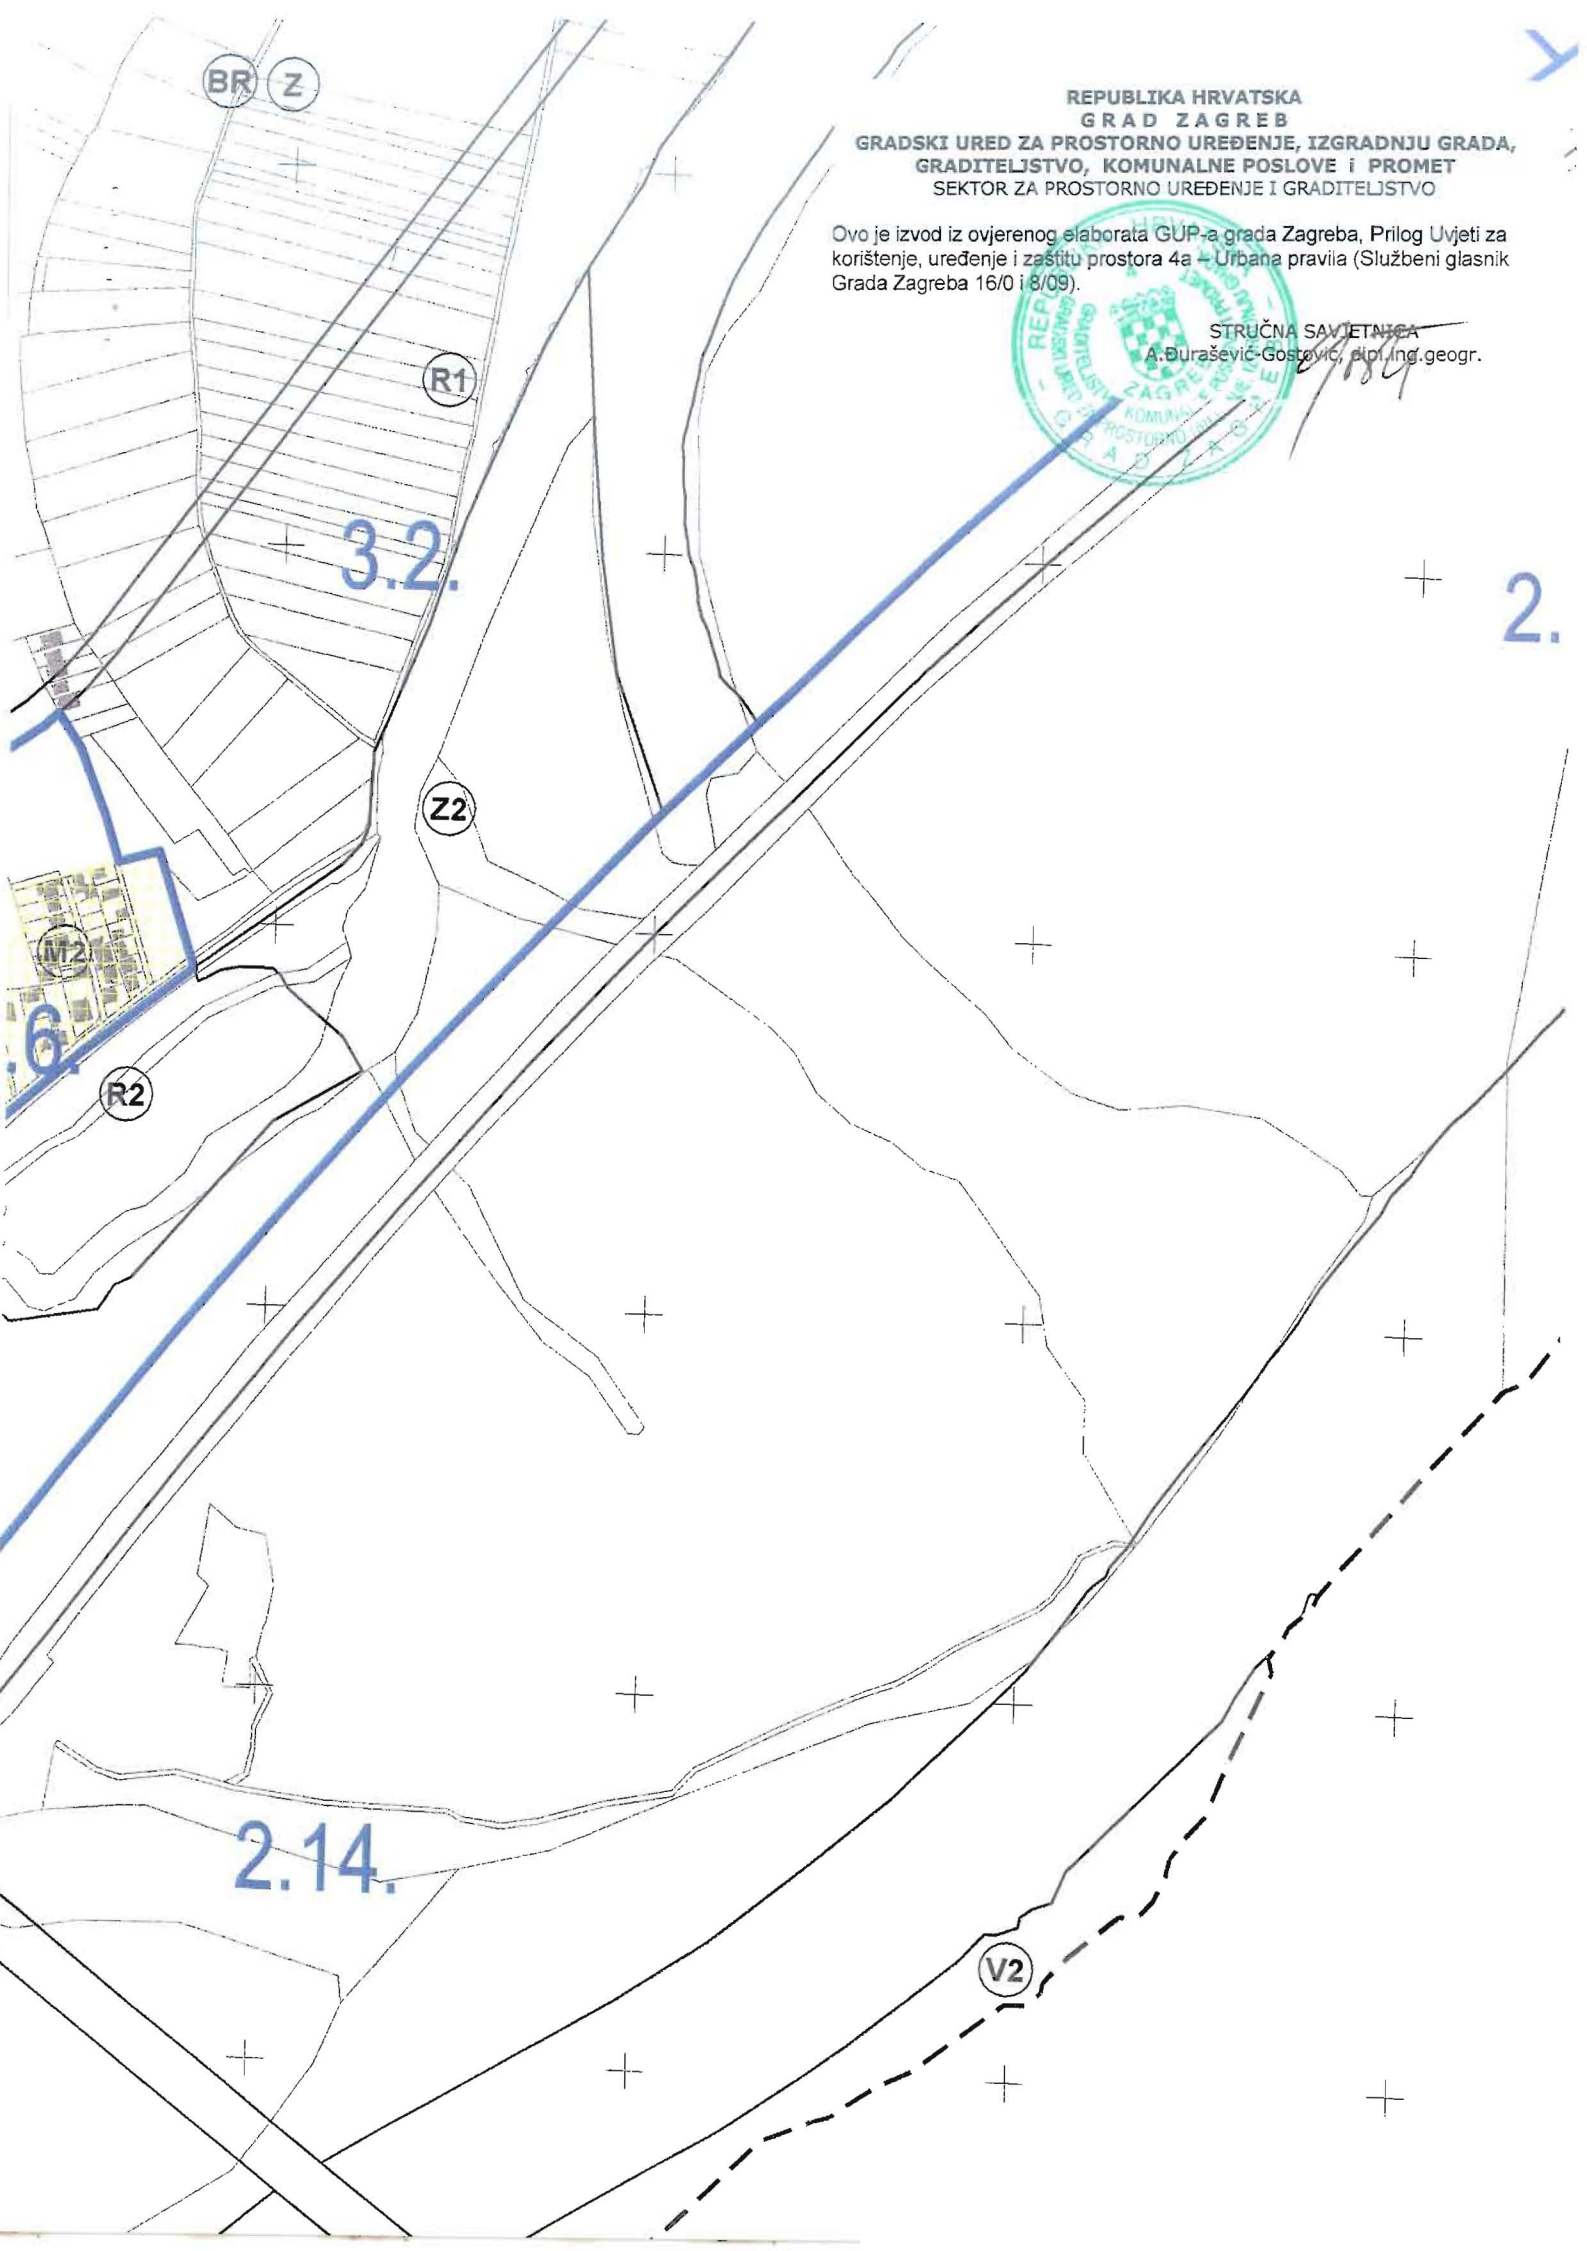 BR Z
REPUBLIKA HRVATSKA
GRAD ZAGREB
GRADSKI URED ZA PROSTORNO UREĐENJE, IZGRADNJU GRADA,
GRADITELJSTVO, KOMUNALNE POSLOVE i PROMET
SEKTOR ZA PROSTORNO UREĐENJE I GRADITELJSTVO
Ovo je izvod iz ovjerenog elaborata GUP-a grada Zagreba, Prilog Uvjeti za
korištenje, uređenje i zaštitu prostora 4a – Urbana pravila (Službeni glasnik
Grada Zagreba 16/0 i 8/09).
STRUČNA SAVJETNICA
A.Đurašević-Gostović, dipl.ing.geogr.
GRAD ZAGREB
ZAGREB
R1
3.2.
2.
Z2
M2
.6.
R2
2.14.
V2